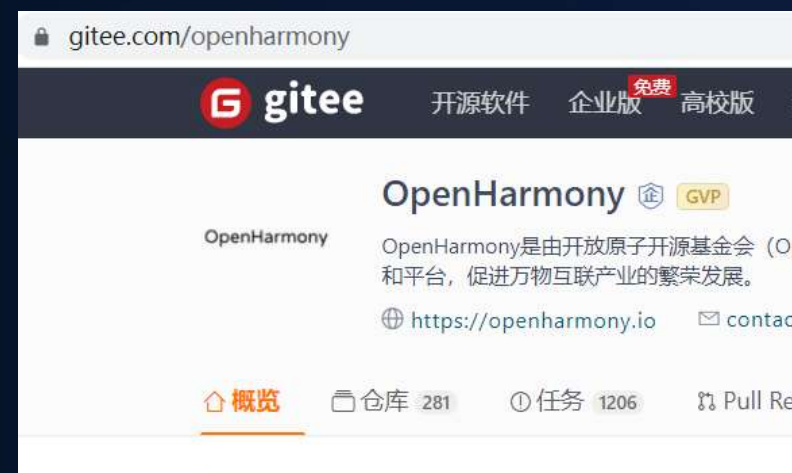 gitee.com/openharmony
gitee 开源软件 企业版 免费 高校版
OpenHarmony 企 GVP
OpenHarmony
OpenHarmony是由开放原子开源基金会（O
和平台，促进万物互联产业的繁荣发展。
https://openharmony.io contac
概览 仓库 281 任务 1206 Pull Re